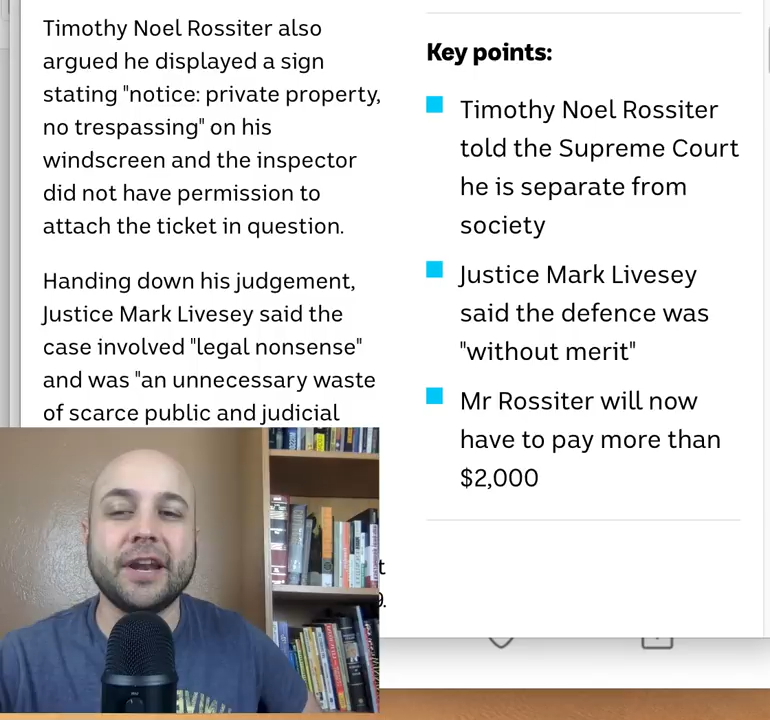 Timothy Noel Rossiter also
argued he displayed a sign
stating "notice: private property,
no trespassing" on his
windscreen and the inspector
did not have permission to
attach the ticket in question.
Handing down his judgement,
Justice Mark Livesey said the
case involved "legal nonsense"
and was "an unnecessary waste
of scarce public and judicial
Key points:
Timothy Noel Rossiter
told the Supreme Court
he is separate from
society
Justice Mark Livesey
said the defence was
"without merit"
Mr Rossiter will now
have to pay more than
$2,000